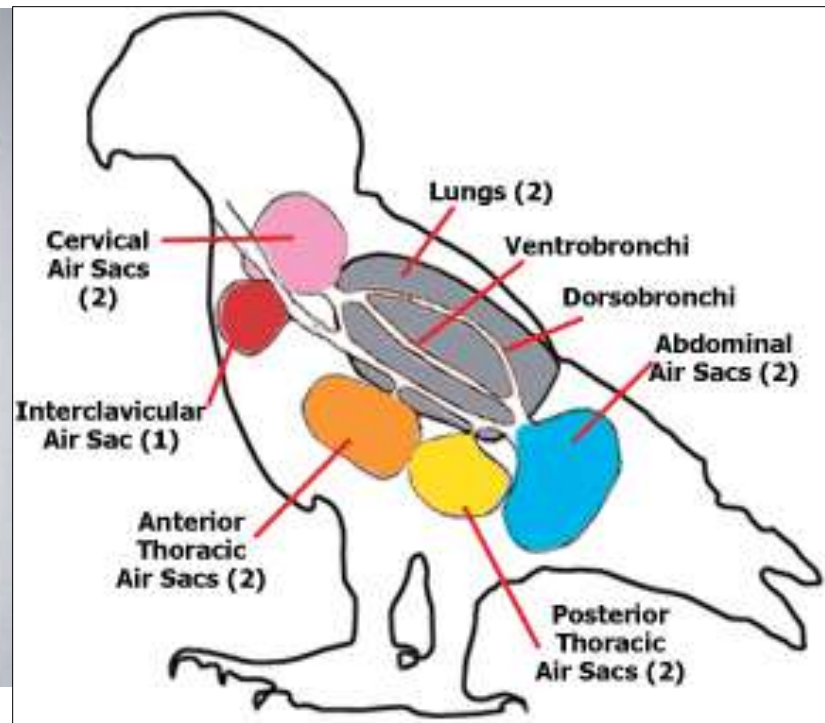 Lungs (2)
Cervical
Air Sacs
(2)
Ventrobronchi
Dorsobronchi
Abdominal
Air Sacs (2)
Interclavicular
Air Sac (1)
Anterior
Thoracic
Air Sacs (2)
Posterior
Thoracic
Air Sacs (2)